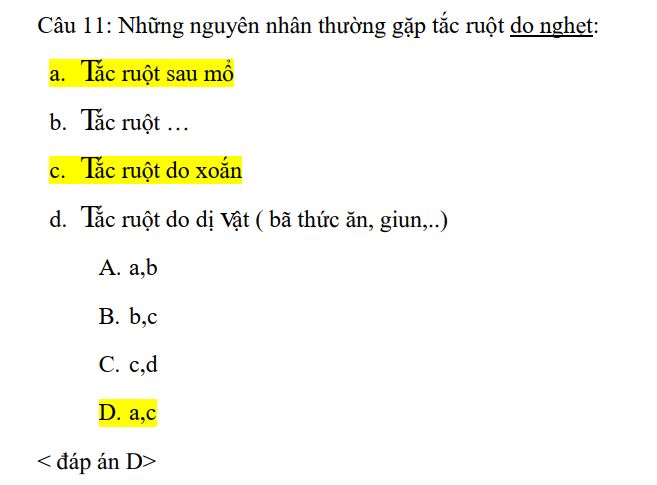 Câu 11: Những nguyên nhân thường gặp tắc ruột do nghẹt:
a. Tắc ruột sau mổ
b. Tắc ruột …
c. Tắc ruột do xoắn
d. Tắc ruột do dị Vật ( bã thức ăn, giun,..)
A. a,b
B. b,c
C. c,d
D. a,c
< đáp án D>